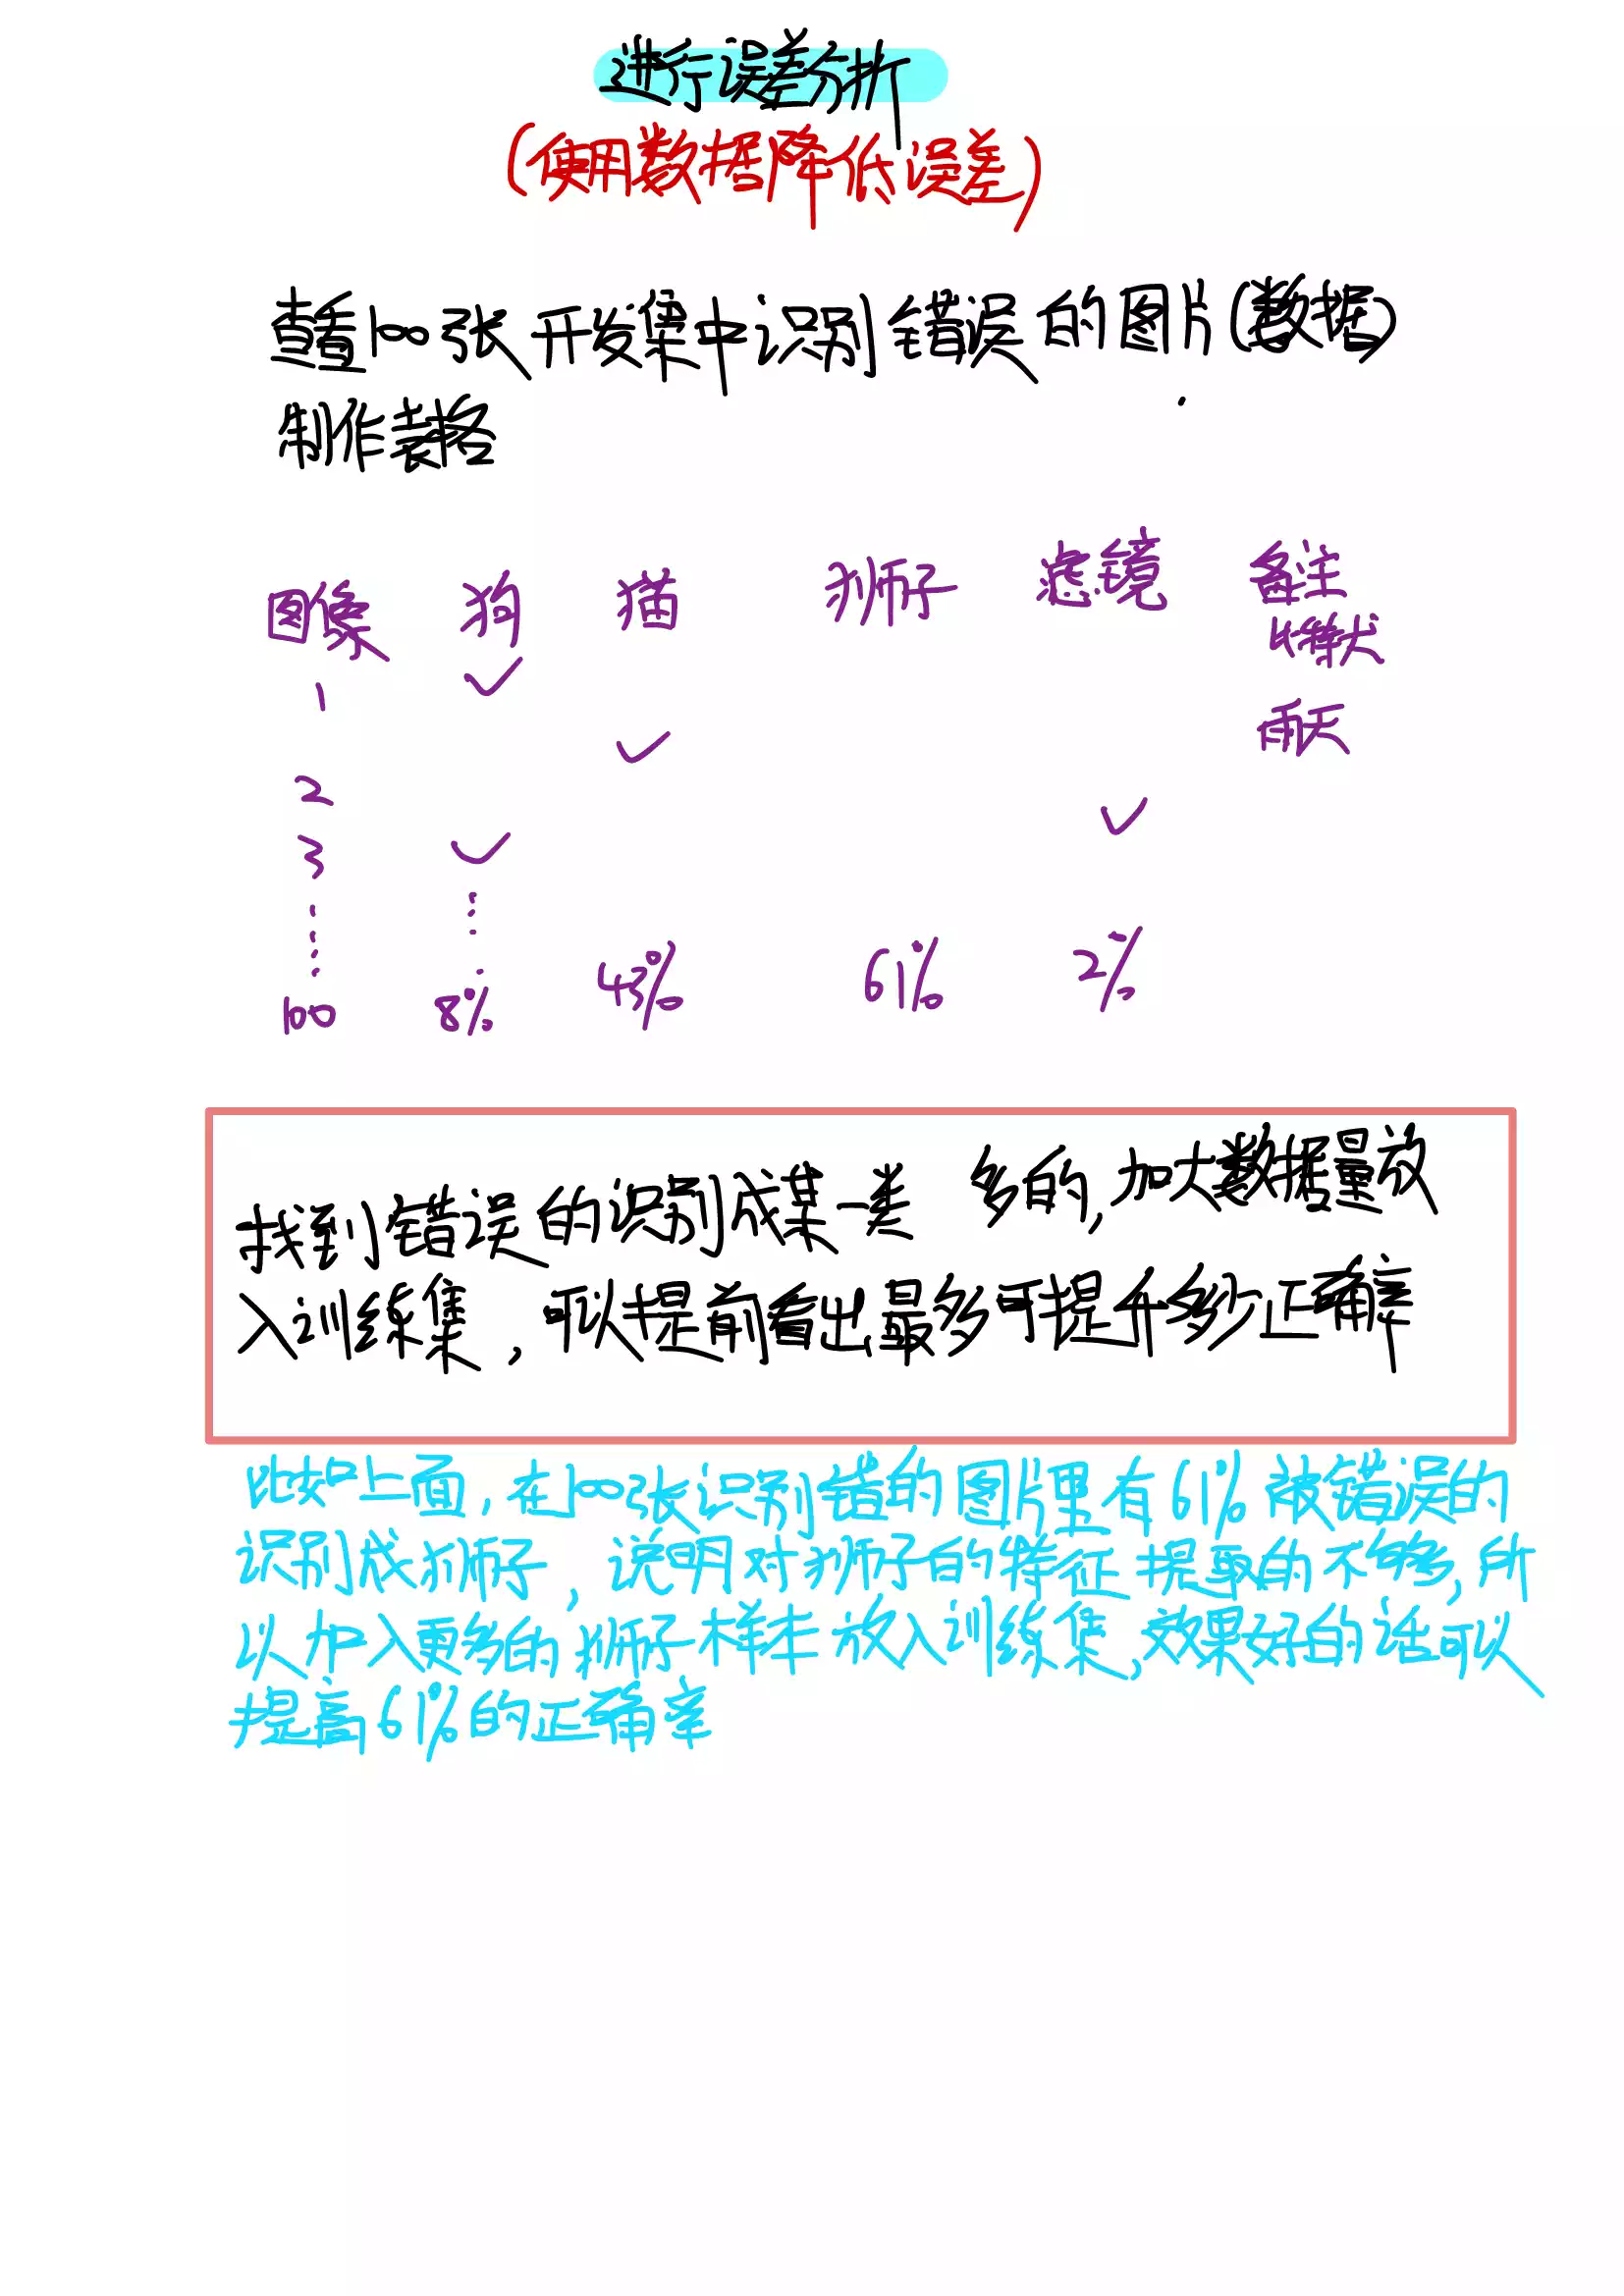 进行误差分析
(使用数据降低误差)
查看100张开发集中识别错误的图片(数据)
制作表格
图像 狗 猫 狮子 滤镜 备注
比特犬
1 ✓
雨天
✓
2
✓
3 ✓
100 8% 43% 61% 2%
找到错误的识别成某一类 多的,加大数据量放
入训练集,可以提前看出最多可提升多少正确率
比如上面,在100张识别错的图片里有61%被错误的
识别成狮子,说明对狮子的特征提取的不够,所
以加入更多的狮子样本放入训练集,效果好的话可以
提高61%的正确率